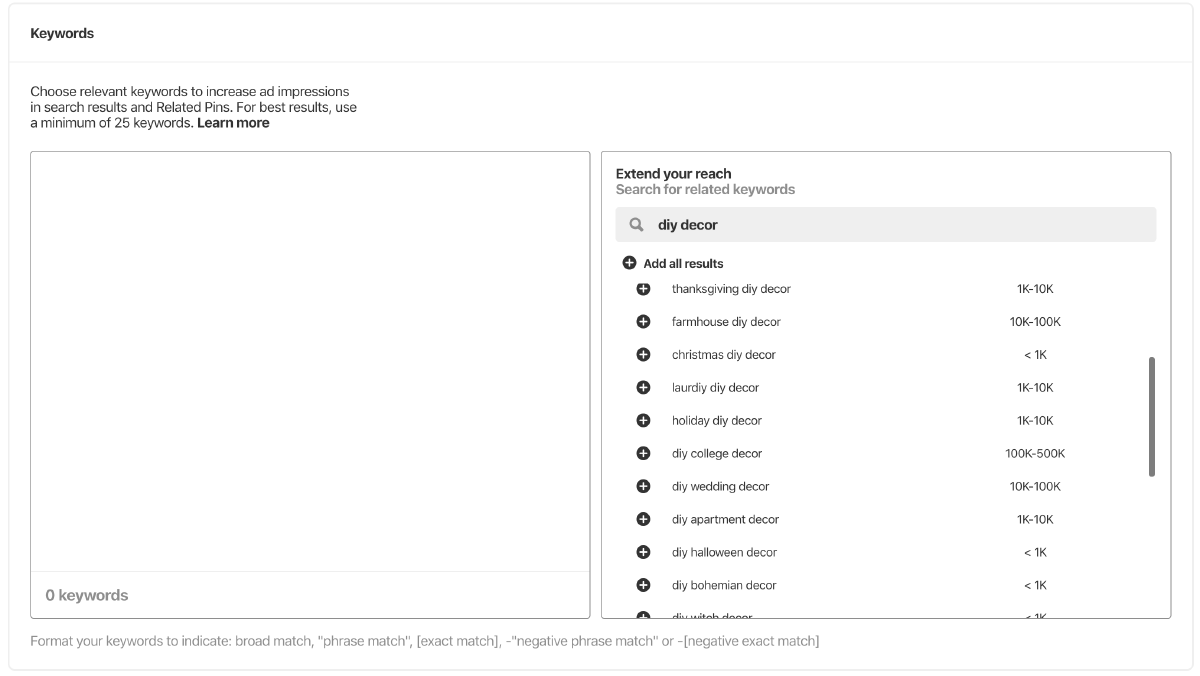 Keywords
Choose relevant keywords to increase ad impressions
in search results and Related Pins. For best results, use
a minimum of 25 keywords. Learn more
0 keywords
Extend your reach
Search for related keywords
diy decor
Add all results
thanksgiving diy decor 1K-10K
farmhouse diy decor 10K-100K
christmas diy decor < 1K
laurdiy diy decor 1K-10K
holiday diy decor 1K-10K
diy college decor 100K-500K
diy wedding decor 10K-100K
diy apartment decor 1K-10K
diy halloween decor < 1K
diy bohemian decor < 1K
diy witch decor < 1K
Format your keywords to indicate: broad match, "phrase match", [exact match], -"negative phrase match" or -[negative exact match]